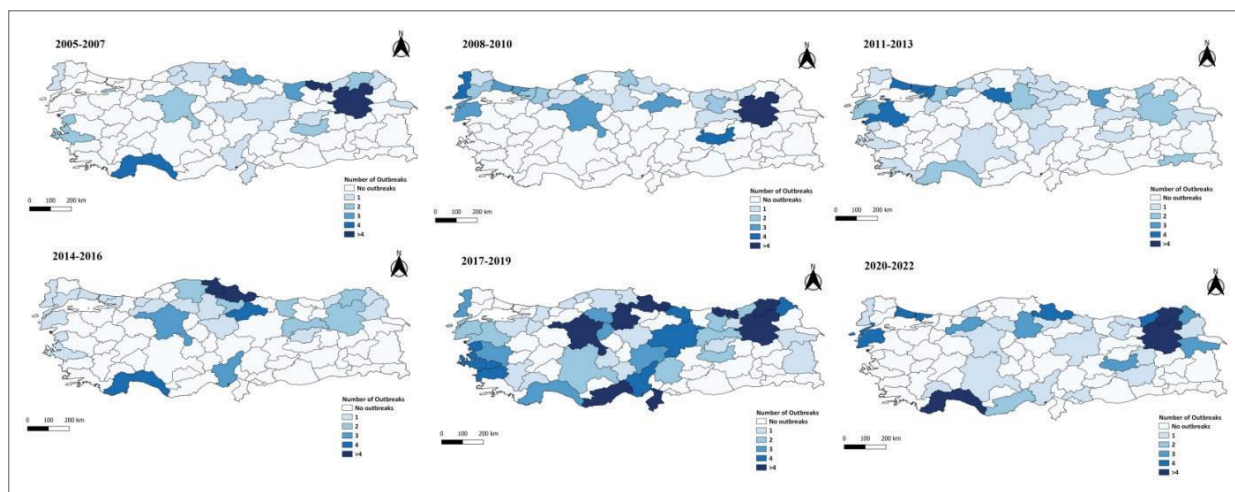 2005-2007
N
Number of Outbreaks
No outbreaks
1
2
3
4
>4
0 100 200 km
2008-2010
N
Number of Outbreaks
No outbreaks
1
2
3
4
>4
0 100 200 km
2011-2013
N
Number of Outbreaks
No outbreaks
1
2
3
4
>4
0 100 200 km
2014-2016
N
Number of Outbreaks
No outbreaks
1
2
3
4
>4
0 100 200 km
2017-2019
N
Number of Outbreaks
No outbreaks
1
2
3
4
>4
0 100 200 km
2020-2022
N
Number of Outbreaks
No outbreaks
1
2
3
4
>4
0 100 200 km